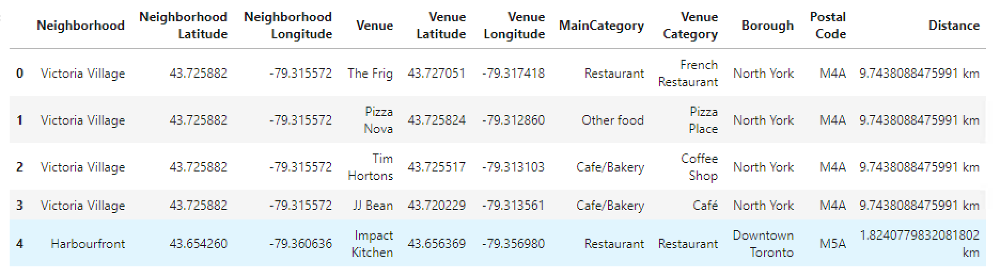 Neighborhood Neighborhood Latitude Neighborhood Longitude Venue Venue Latitude Venue Longitude MainCategory Venue Category Borough Postal Code Distance
0 Victoria Village 43.725882 -79.315572 The Frig 43.727051 -79.317418 Restaurant French Restaurant North York M4A 9.7438088475991 km
1 Victoria Village 43.725882 -79.315572 Pizza Nova 43.725824 -79.312860 Other food Pizza Place North York M4A 9.7438088475991 km
2 Victoria Village 43.725882 -79.315572 Tim Hortons 43.725517 -79.313103 Cafe/Bakery Coffee Shop North York M4A 9.7438088475991 km
3 Victoria Village 43.725882 -79.315572 JJ Bean 43.720229 -79.313561 Cafe/Bakery Café North York M4A 9.7438088475991 km
4 Harbourfront 43.654260 -79.360636 Impact Kitchen 43.656369 -79.356980 Restaurant Restaurant Downtown Toronto M5A 1.8240779832081802 km